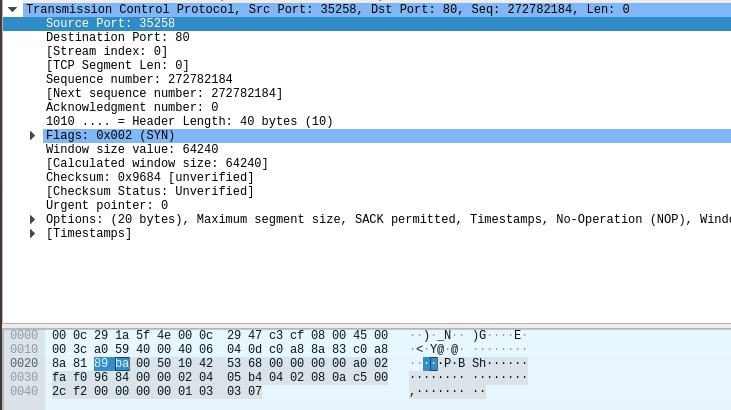 Transmission Control Protocol, Src Port: 35258, Dst Port: 80, Seq: 272782184, Len: 0
Source Port: 35258
Destination Port: 80
[Stream index: 0]
[TCP Segment Len: 0]
Sequence number: 272782184
[Next sequence number: 272782184]
Acknowledgment number: 0
1010 .... = Header Length: 40 bytes (10)
Flags: 0x002 (SYN)
Window size value: 64240
[Calculated window size: 64240]
Checksum: 0x9684 [unverified]
[Checksum Status: Unverified]
Urgent pointer: 0
Options: (20 bytes), Maximum segment size, SACK permitted, Timestamps, No-Operation (NOP), Windo
[Timestamps]
0000 00 0c 29 1a 5f 4e 00 0c 29 47 c3 cf 08 00 45 00 ··)·_N·· )G····E·
0010 00 3c a0 59 40 00 40 06 04 0d c0 a8 8a 83 c0 a8 ·<·Y@·@· ········
0020 8a 81 89 ba 00 50 10 42 53 68 00 00 00 00 a0 02 ·····P·B Sh······
0030 fa f0 96 84 00 00 02 04 05 b4 04 02 08 0a c5 00 ········ ········
0040 2c f2 00 00 00 00 01 03 03 07 ,······· ··